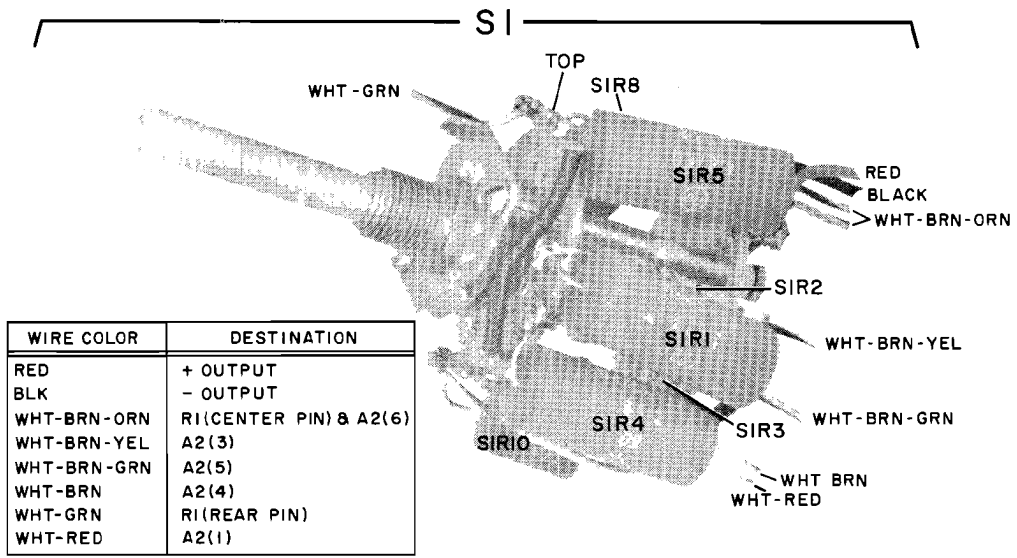 S1
TOP
WHT-GRN
S1R8
S1R5
RED
BLACK
WHT-BRN-ORN
S1R2
S1R1
WHT-BRN-YEL
WHT-BRN-GRN
S1R3
S1R4
S1R10
WHT BRN
WHT-RED
WIRE COLOR DESTINATION
RED + OUTPUT
BLK - OUTPUT
WHT-BRN-ORN R1(CENTER PIN) & A2(6)
WHT-BRN-YEL A2(3)
WHT-BRN-GRN A2(5)
WHT-BRN A2(4)
WHT-GRN R1(REAR PIN)
WHT-RED A2(1)